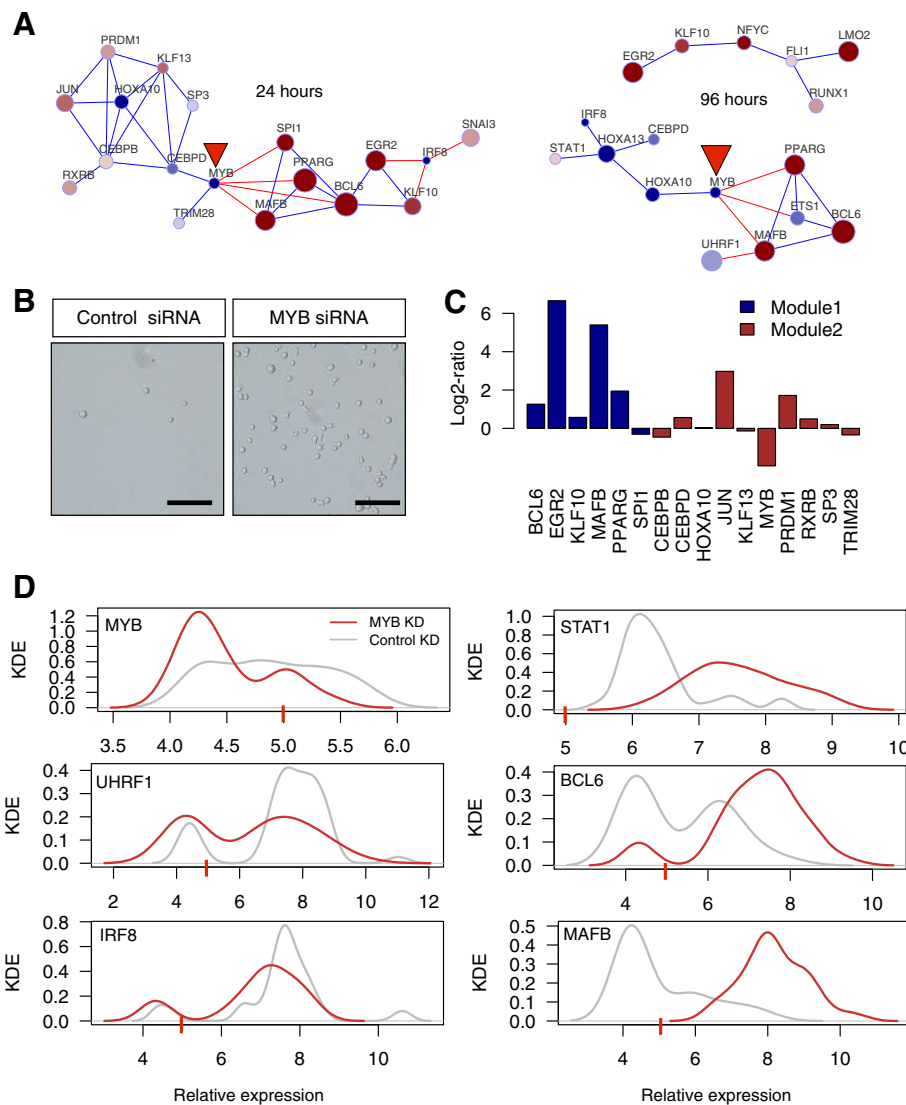 A
PRDM1
KLF13
JUN
HOXA10
SP3
24 hours
CEBPB
CEBPD
RXRB
MYB
TRIM28
SPI1
PPARG
MAFB
BCL6
EGR2
IRF8
SNAI3
KLF10
EGR2
KLF10
NFYC
FLI1
LMO2
RUNX1
96 hours
IRF8
STAT1
HOXA13
CEBPD
HOXA10
MYB
PPARG
ETS1
BCL6
MAFB
UHRF1
B
Control siRNA
MYB siRNA
C
Log2-ratio
6
4
2
0
Module1
Module2
BCL6
EGR2
KLF10
MAFB
PPARG
SPI1
CEBPB
CEBPD
HOXA10
JUN
KLF13
MYB
PRDM1
RXRB
SP3
TRIM28
D
MYB
MYB KD
Control KD
KDE
1.2
1.0
0.8
0.6
0.4
0.2
0.0
3.5 4.0 4.5 5.0 5.5 6.0
STAT1
KDE
1.0
0.8
0.6
0.4
0.2
0.0
5 6 7 8 9 10
UHRF1
KDE
0.4
0.3
0.2
0.1
0.0
2 4 6 8 10 12
BCL6
KDE
0.4
0.3
0.2
0.1
0.0
4 6 8 10
IRF8
KDE
0.8
0.6
0.4
0.2
0.0
4 6 8 10
Relative expression
MAFB
KDE
0.5
0.4
0.3
0.2
0.1
0.0
4 6 8 10
Relative expression